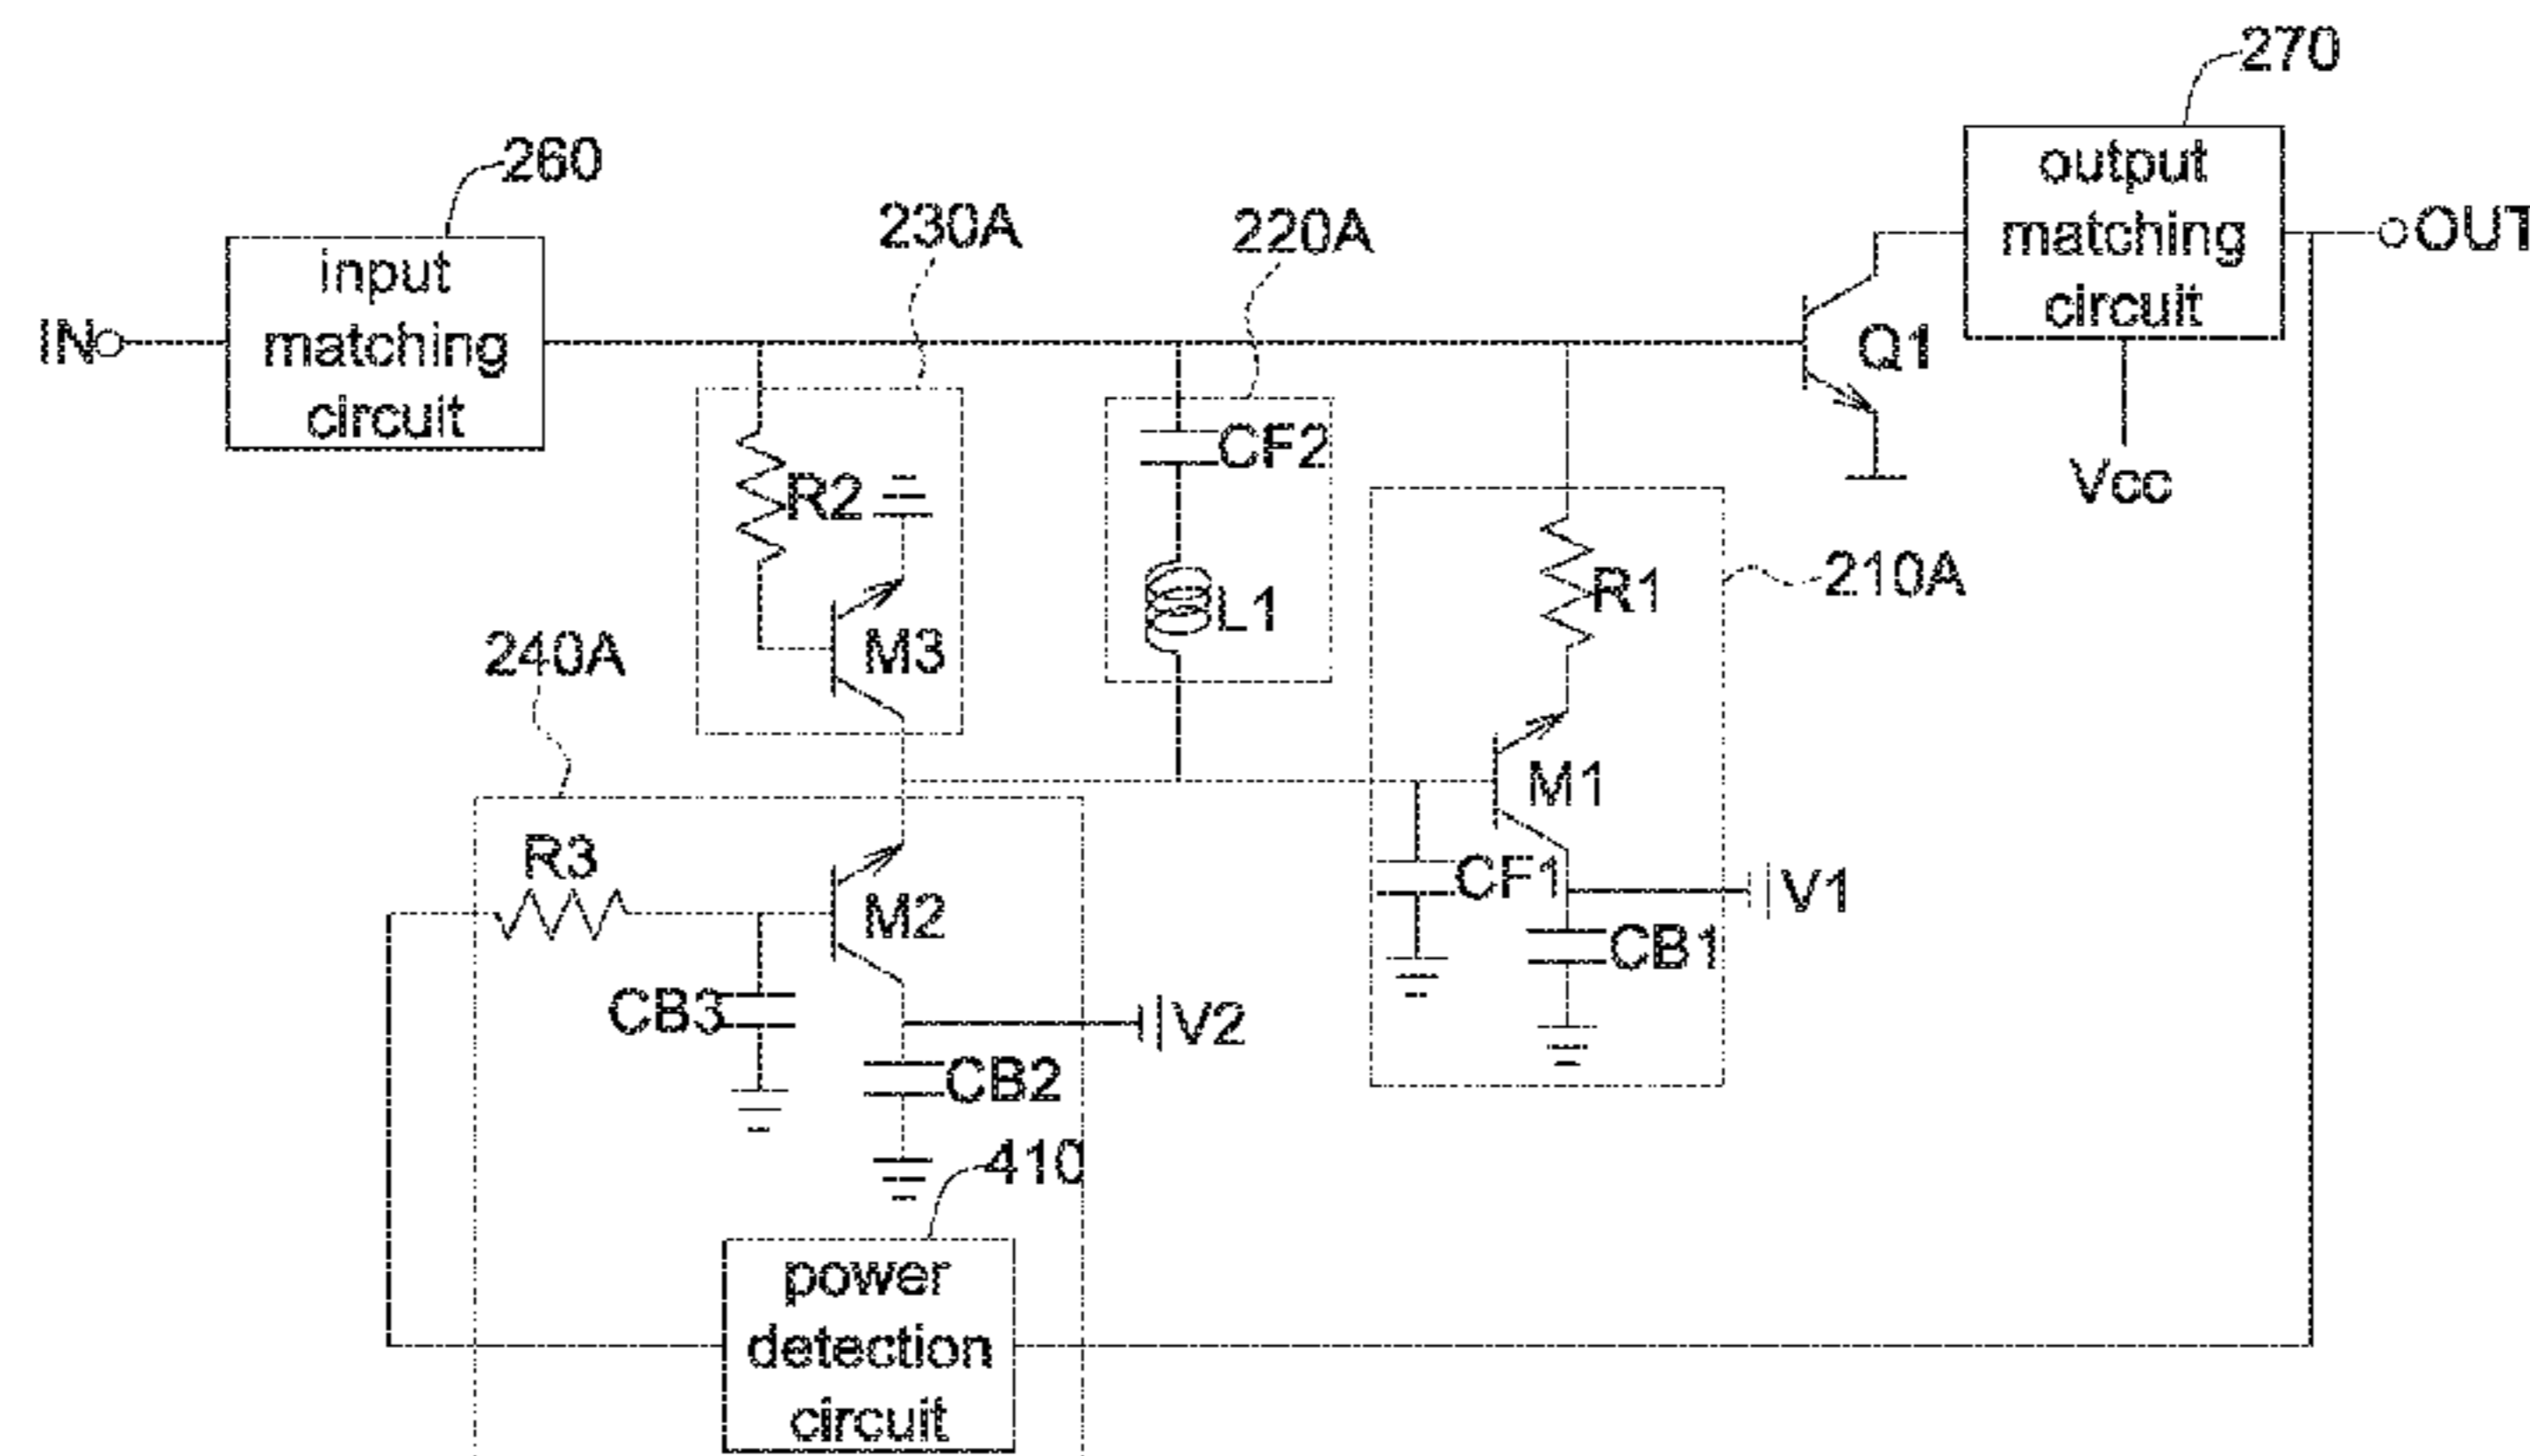 270
260
output
matching
circuit
230A
220A
OUT
input
matching
circuit
IN
Q1
CF2
Vcc
R2
R1
210A
L1
240A
M3
M1
R3
CF1
V1
M2
CB1
CB3
V2
CB2
410
power
detection
circuit